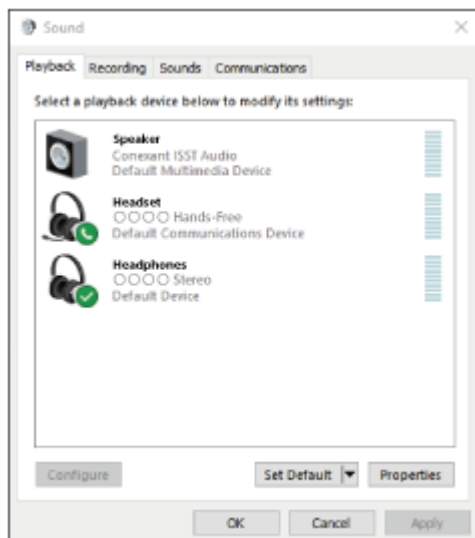 Sound
Playback Recording Sounds Communications
Select a playback device below to modify its settings:
Speaker
Conexant ISST Audio
Default Multimedia Device
Headset
○○○○ Hands-Free
Default Communications Device
Headphones
○○○○ Stereo
Default Device
Configure Set Default Properties
OK Cancel Apply